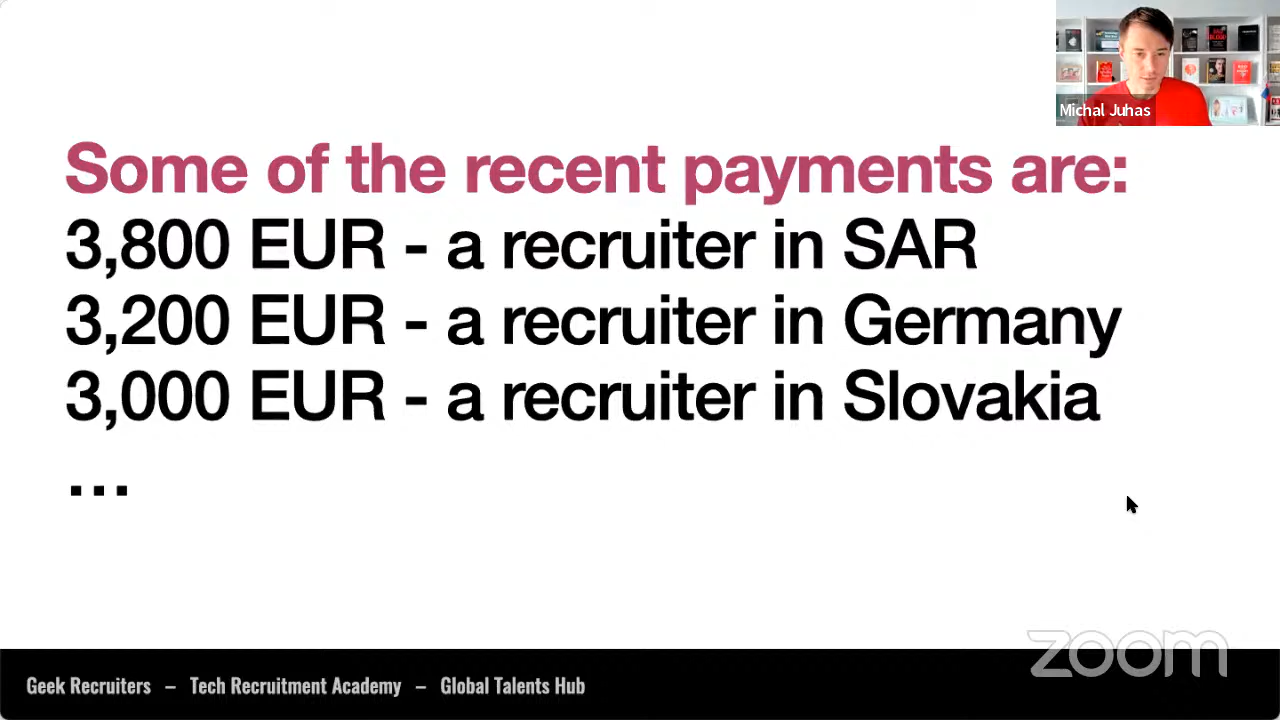 Michal Juhas
Some of the recent payments are:
3,800 EUR - a recruiter in SAR
3,200 EUR - a recruiter in Germany
3,000 EUR - a recruiter in Slovakia
...
zoom
Geek Recruiters – Tech Recruitment Academy – Global Talents Hub